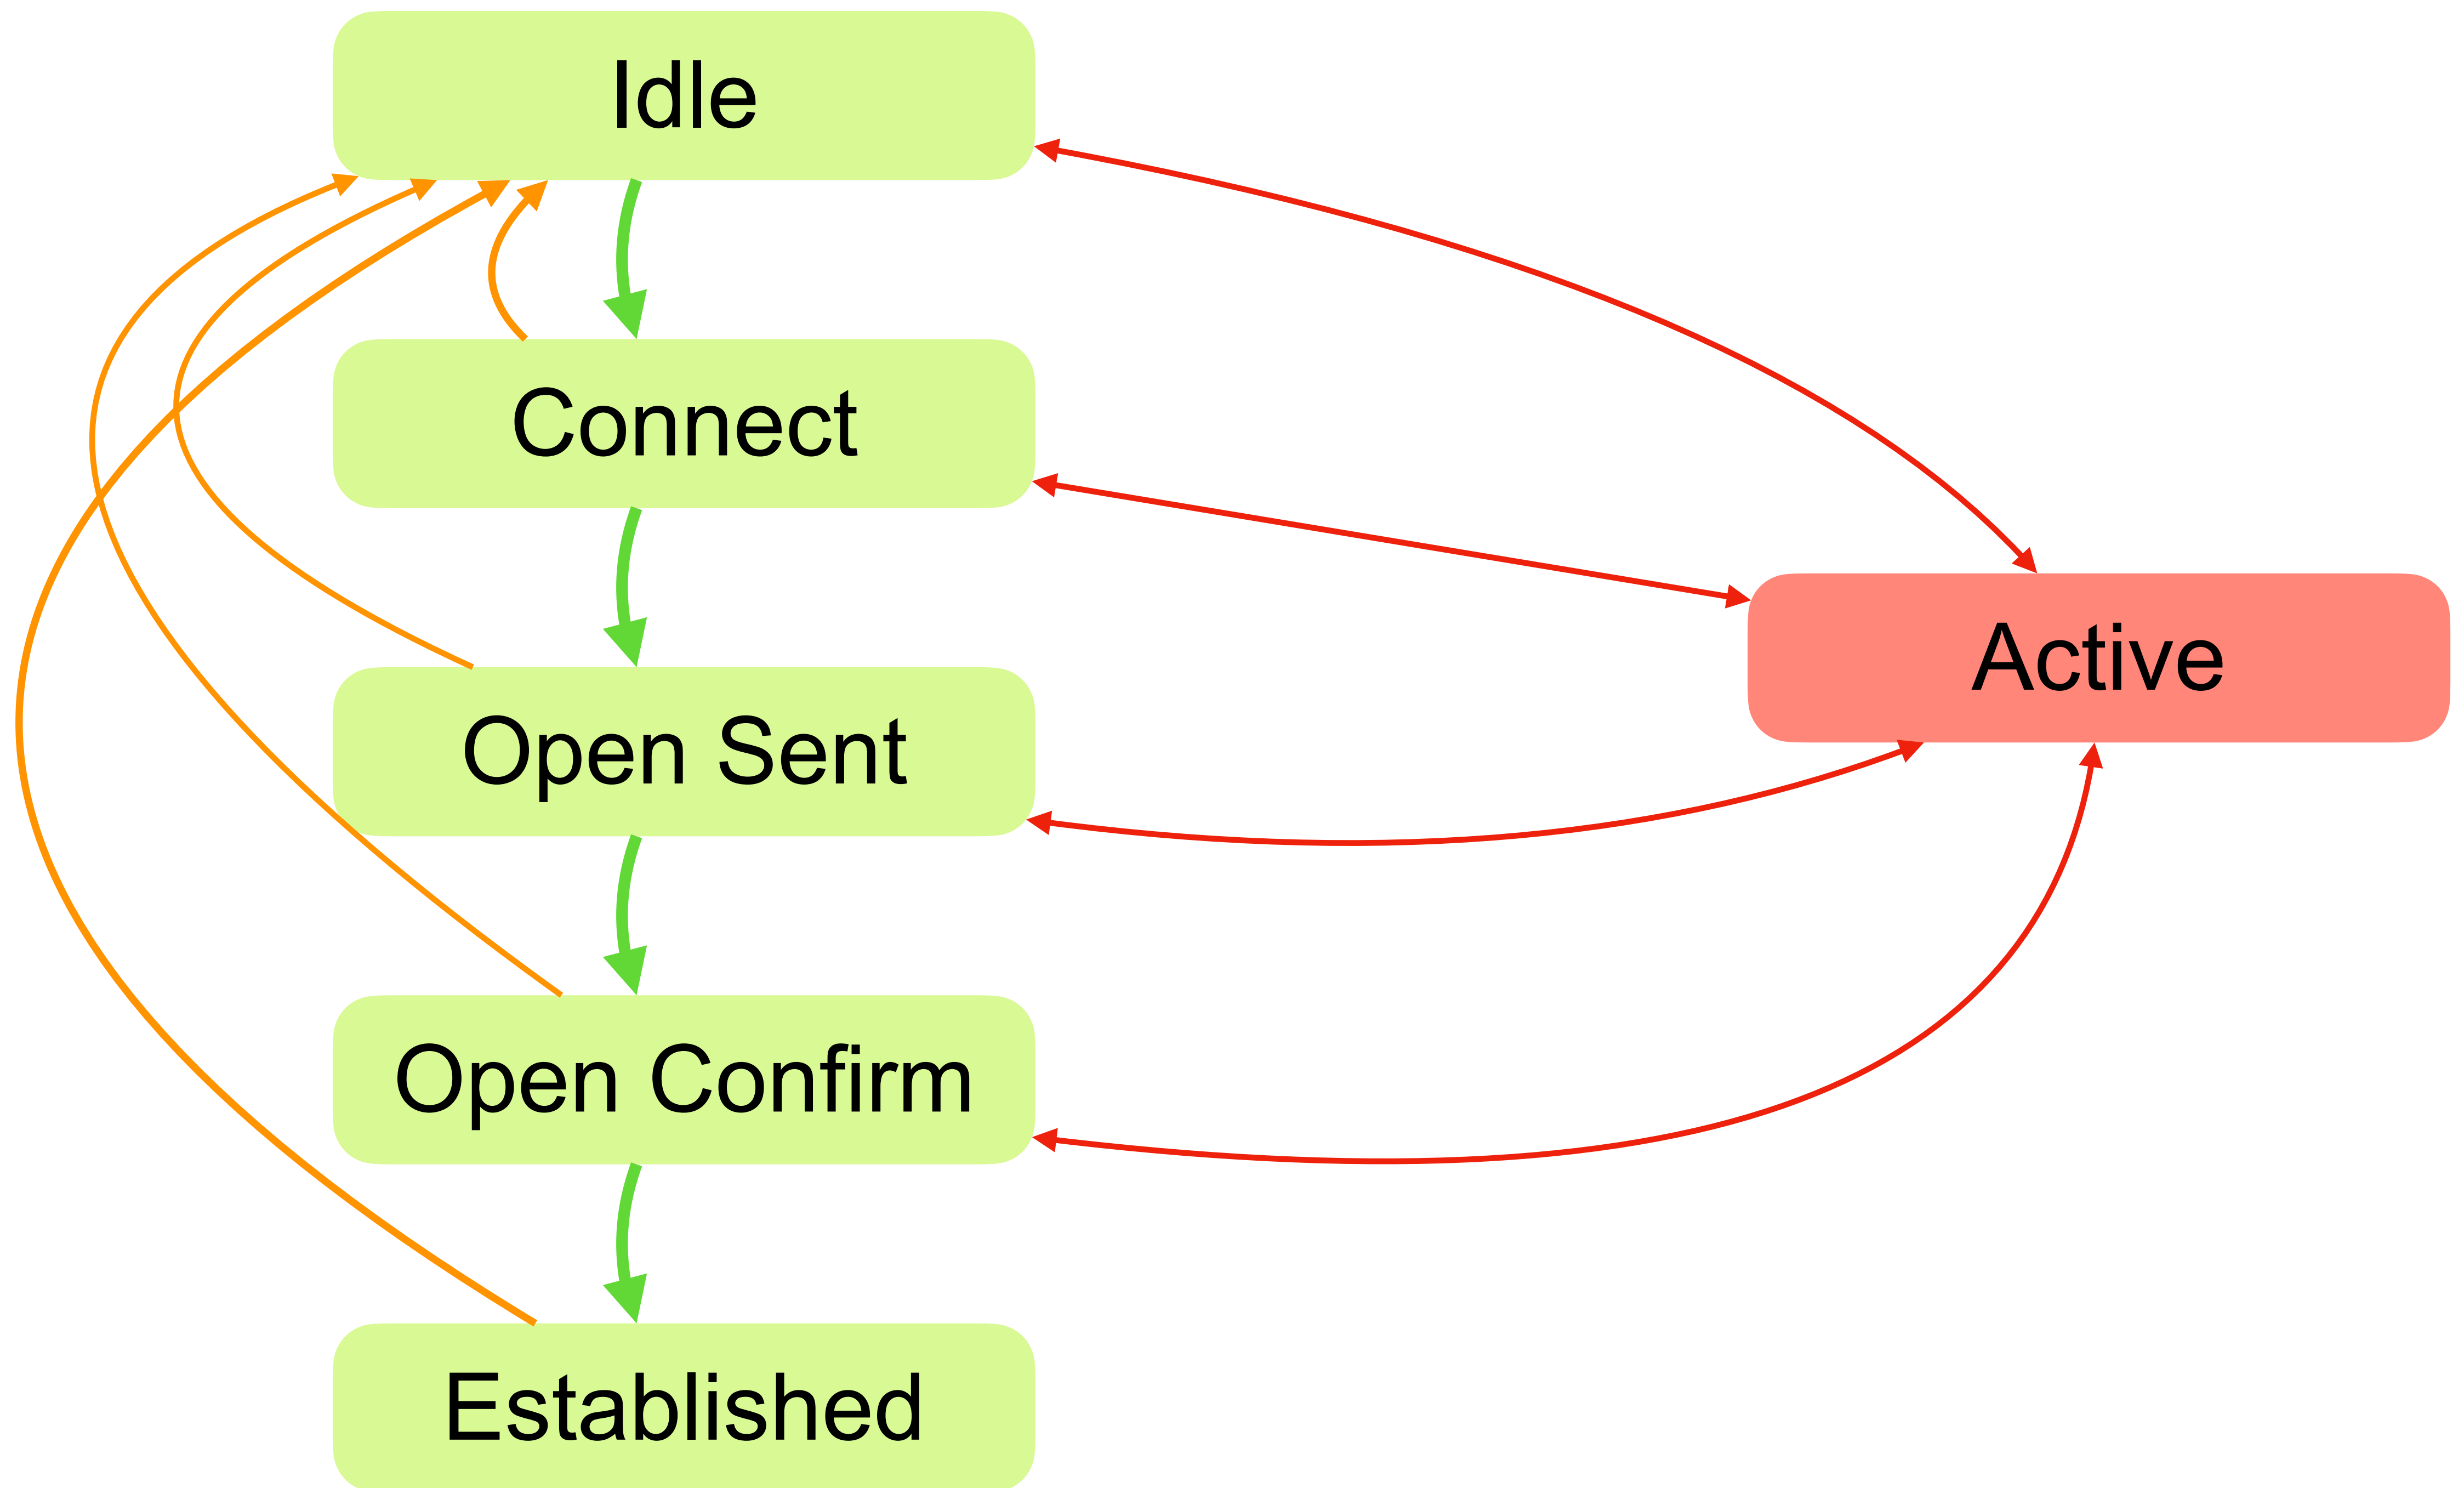 Idle
Connect
Active
Open Sent
Open Confirm
Established